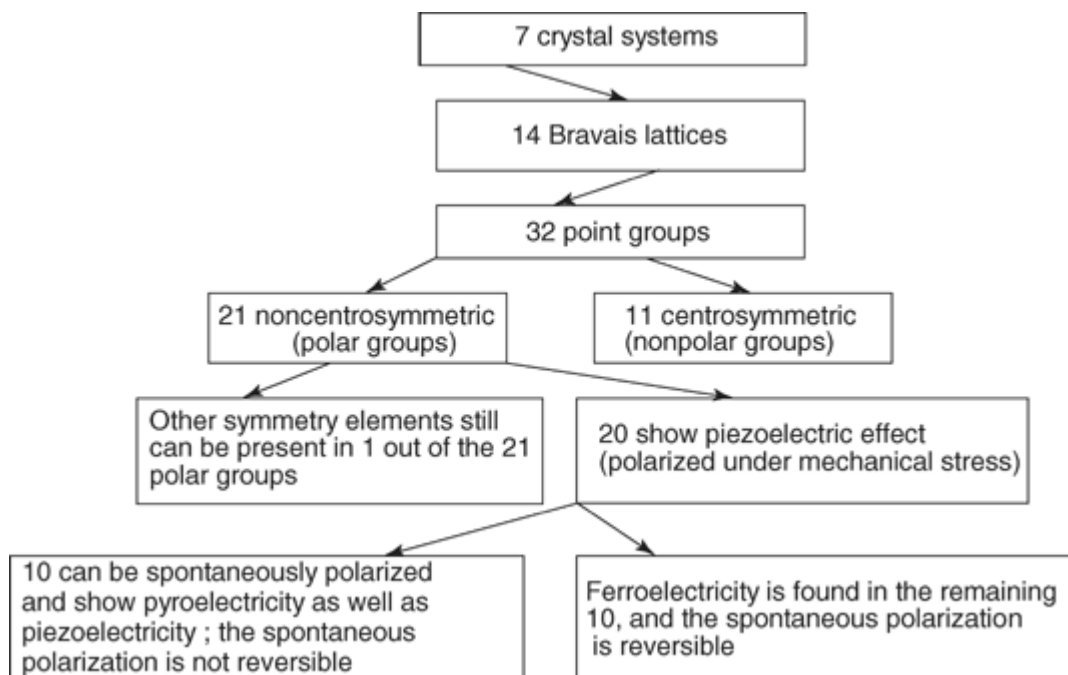 7 crystal systems
14 Bravais lattices
32 point groups
21 noncentrosymmetric
(polar groups)
11 centrosymmetric
(nonpolar groups)
Other symmetry elements still
can be present in 1 out of the 21
polar groups
20 show piezoelectric effect
(polarized under mechanical stress)
10 can be spontaneously polarized
and show pyroelectricity as well as
piezoelectricity ; the spontaneous
polarization is not reversible
Ferroelectricity is found in the remaining
10, and the spontaneous polarization
is reversible